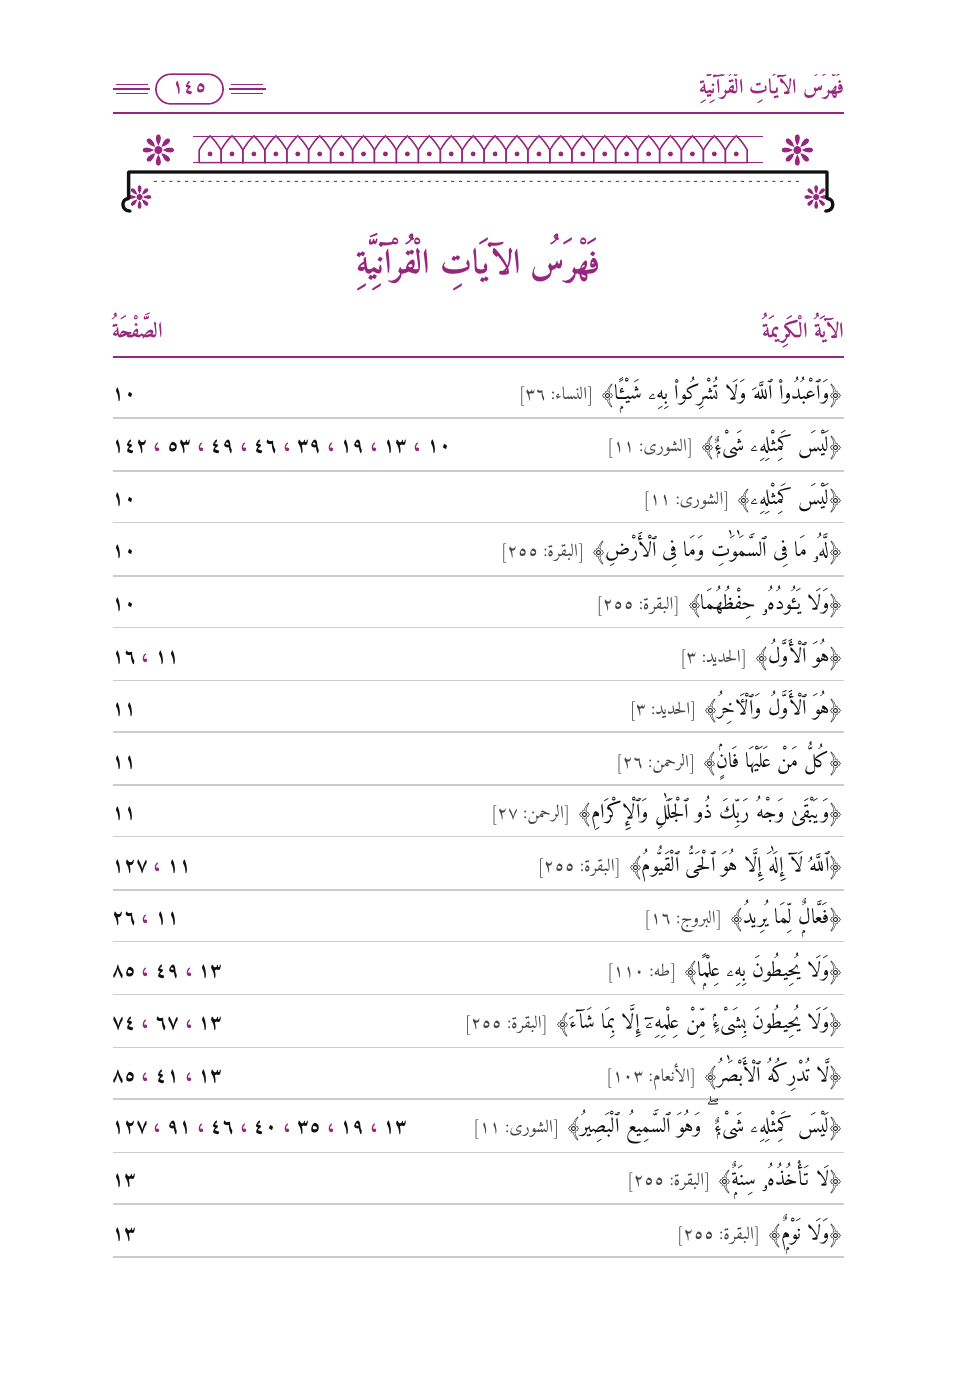 فَهْرَسُ الآيَاتِ الْقُرْآنِيَّةِ ١٤٥
فَهْرَسُ الآيَاتِ الْقُرْآنِيَّةِ
الآيَةُ الْكَرِيمَةُ الصَّفْحَةُ
﴿وَٱعْبُدُواْ ٱللَّهَ وَلَا تُشْرِكُواْ بِهِۦ شَيْـًٔا﴾ [النساء: ٣٦] ١٠
﴿لَيْسَ كَمِثْلِهِۦ شَىْءٌ﴾ [الشورى: ١١] ١٠ ، ١٣ ، ١٩ ، ٣٩ ، ٤٦ ، ٤٩ ، ٥٣ ، ١٤٢
﴿لَيْسَ كَمِثْلِهِۦ﴾ [الشورى: ١١] ١٠
﴿لَّهُۥ مَا فِى ٱلسَّمَٰوَٰتِ وَمَا فِى ٱلْأَرْضِ﴾ [البقرة: ٢٥٥] ١٠
﴿وَلَا يَـُٔودُهُۥ حِفْظُهُمَا﴾ [البقرة: ٢٥٥] ١٠
﴿هُوَ ٱلْأَوَّلُ﴾ [الحديد: ٣] ١١ ، ١٦
﴿هُوَ ٱلْأَوَّلُ وَٱلْـَٔاخِرُ﴾ [الحديد: ٣] ١١
﴿كُلُّ مَنْ عَلَيْهَا فَانٍ﴾ [الرحمن: ٢٦] ١١
﴿وَيَبْقَىٰ وَجْهُ رَبِّكَ ذُو ٱلْجَلَٰلِ وَٱلْإِكْرَامِ﴾ [الرحمن: ٢٧] ١١
﴿ٱللَّهُ لَآ إِلَٰهَ إِلَّا هُوَ ٱلْحَىُّ ٱلْقَيُّومُ﴾ [البقرة: ٢٥٥] ١١ ، ١٢٧
﴿فَعَّالٌ لِّمَا يُرِيدُ﴾ [البروج: ١٦] ١١ ، ٢٦
﴿وَلَا يُحِيطُونَ بِهِۦ عِلْمًا﴾ [طه: ١١٠] ١٣ ، ٤٩ ، ٨٥
﴿وَلَا يُحِيطُونَ بِشَىْءٍ مِّنْ عِلْمِهِۦٓ إِلَّا بِمَا شَآءَ﴾ [البقرة: ٢٥٥] ١٣ ، ٦٧ ، ٧٤
﴿لَّا تُدْرِكُهُ ٱلْأَبْصَٰرُ﴾ [الأنعام: ١٠٣] ١٣ ، ٤١ ، ٨٥
﴿لَيْسَ كَمِثْلِهِۦ شَىْءٌ ۖ وَهُوَ ٱلسَّمِيعُ ٱلْبَصِيرُ﴾ [الشورى: ١١] ١٣ ، ١٩ ، ٣٥ ، ٤٠ ، ٤٦ ، ٩١ ، ١٢٧
﴿لَا تَأْخُذُهُۥ سِنَةٌ﴾ [البقرة: ٢٥٥] ١٣
﴿وَلَا نَوْمٌ﴾ [البقرة: ٢٥٥] ١٣